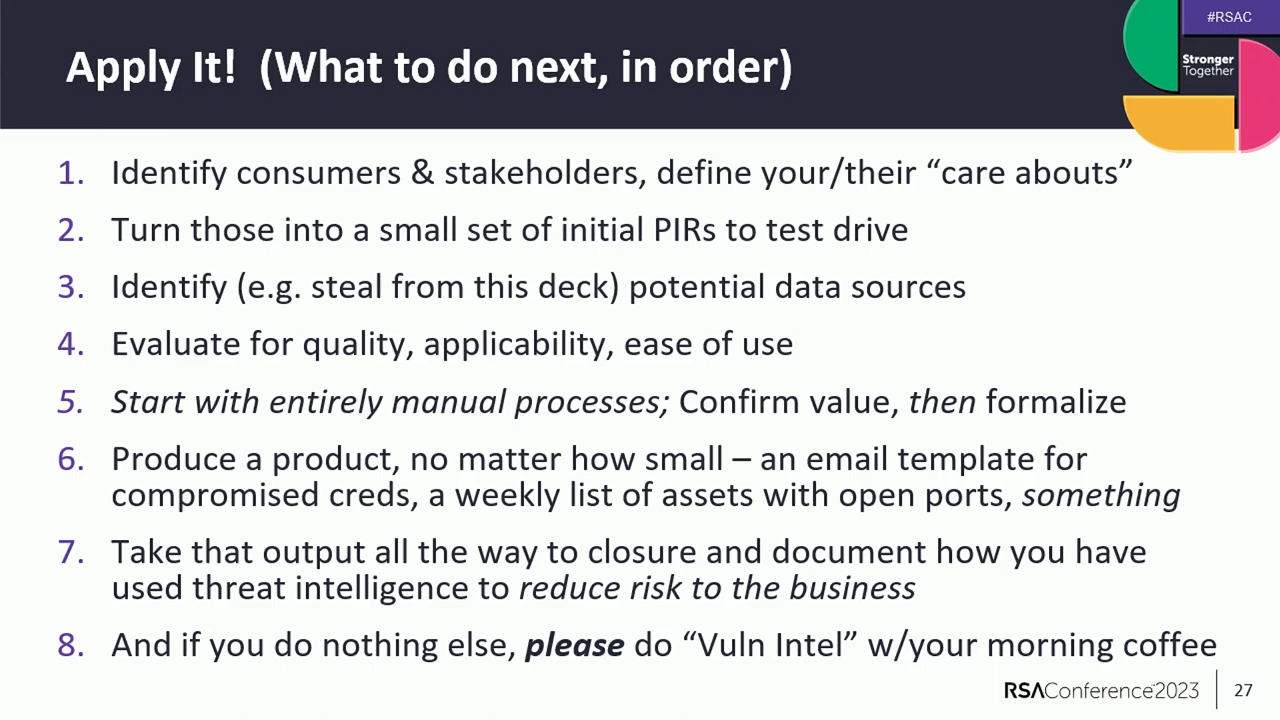 #RSAC
Apply It!  (What to do next, in order)
Stronger
Together
1. Identify consumers & stakeholders, define your/their “care abouts”
2. Turn those into a small set of initial PIRs to test drive
3. Identify (e.g. steal from this deck) potential data sources
4. Evaluate for quality, applicability, ease of use
5. Start with entirely manual processes; Confirm value, then formalize
6. Produce a product, no matter how small – an email template for
compromised creds, a weekly list of assets with open ports, something
7. Take that output all the way to closure and document how you have
used threat intelligence to reduce risk to the business
8. And if you do nothing else, please do “Vuln Intel” w/your morning coffee
RSAConference™2023
27